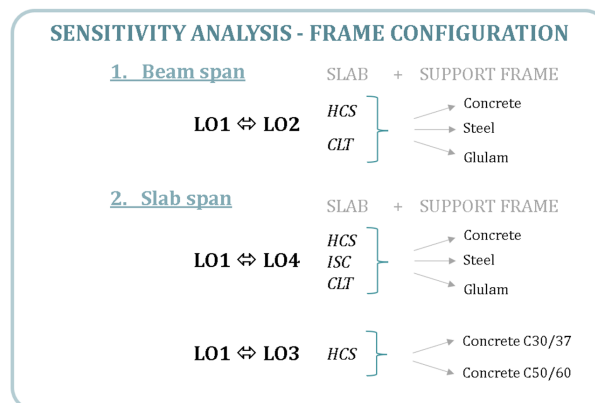 SENSITIVITY ANALYSIS - FRAME CONFIGURATION
1. Beam span
SLAB + SUPPORT FRAME
LO1 ⇔ LO2
HCS
CLT
Concrete
Steel
Glulam
2. Slab span
SLAB + SUPPORT FRAME
LO1 ⇔ LO4
HCS
ISC
CLT
Concrete
Steel
Glulam
LO1 ⇔ LO3
HCS
Concrete C30/37
Concrete C50/60